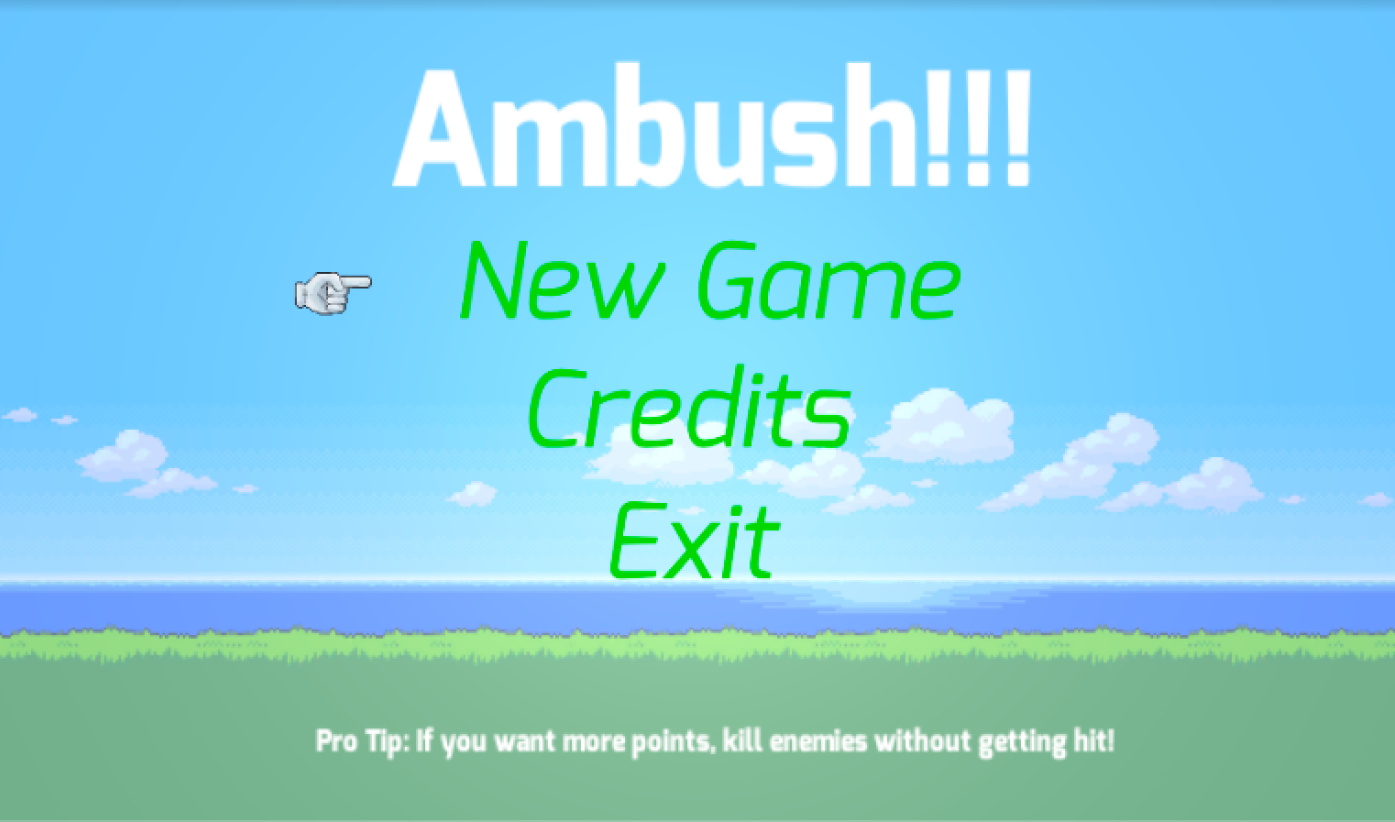 Ambush!!!
New Game
Credits
Exit
Pro Tip: If you want more points, kill enemies without getting hit!